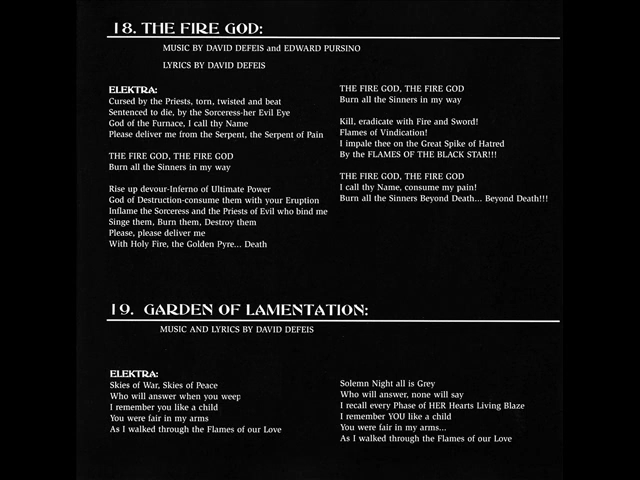 18. THE FIRE GOD:
MUSIC BY DAVID DEFEIS and EDWARD PURSINO
LYRICS BY DAVID DEFEIS
ELEKTRA:
Cursed by the Priests, torn, twisted and beat
Sentenced to die, by the Sorceress-her Evil Eye
God of the Furnace, I call thy Name
Please deliver me from the Serpent, the Serpent of Pain
THE FIRE GOD, THE FIRE GOD
Burn all the Sinners in my way
Rise up devour-Inferno of Ultimate Power
God of Destruction-consume them with your Eruption
Inflame the Sorceress and the Priests of Evil who bind me
Singe them, Burn them, Destroy them
Please, please deliver me
With Holy Fire, the Golden Pyre... Death
THE FIRE GOD, THE FIRE GOD
Burn all the Sinners in my way
Kill, eradicate with Fire and Sword!
Flames of Vindication!
I impale thee on the Great Spike of Hatred
By the FLAMES OF THE BLACK STAR!!!
THE FIRE GOD, THE FIRE GOD
I call thy Name, consume my pain!
Burn all the Sinners Beyond Death... Beyond Death!!!
19. GARDEN OF LAMENTATION:
MUSIC AND LYRICS BY DAVID DEFEIS
ELEKTRA:
Skies of War, Skies of Peace
Who will answer when you weep
I remember you like a child
You were fair in my arms
As I walked through the Flames of our Love
Solemn Night all is Grey
Who will answer, none will say
I recall every Phase of HER Hearts Living Blaze
I remember YOU like a child
You were fair in my arms...
As I walked through the Flames of our Love